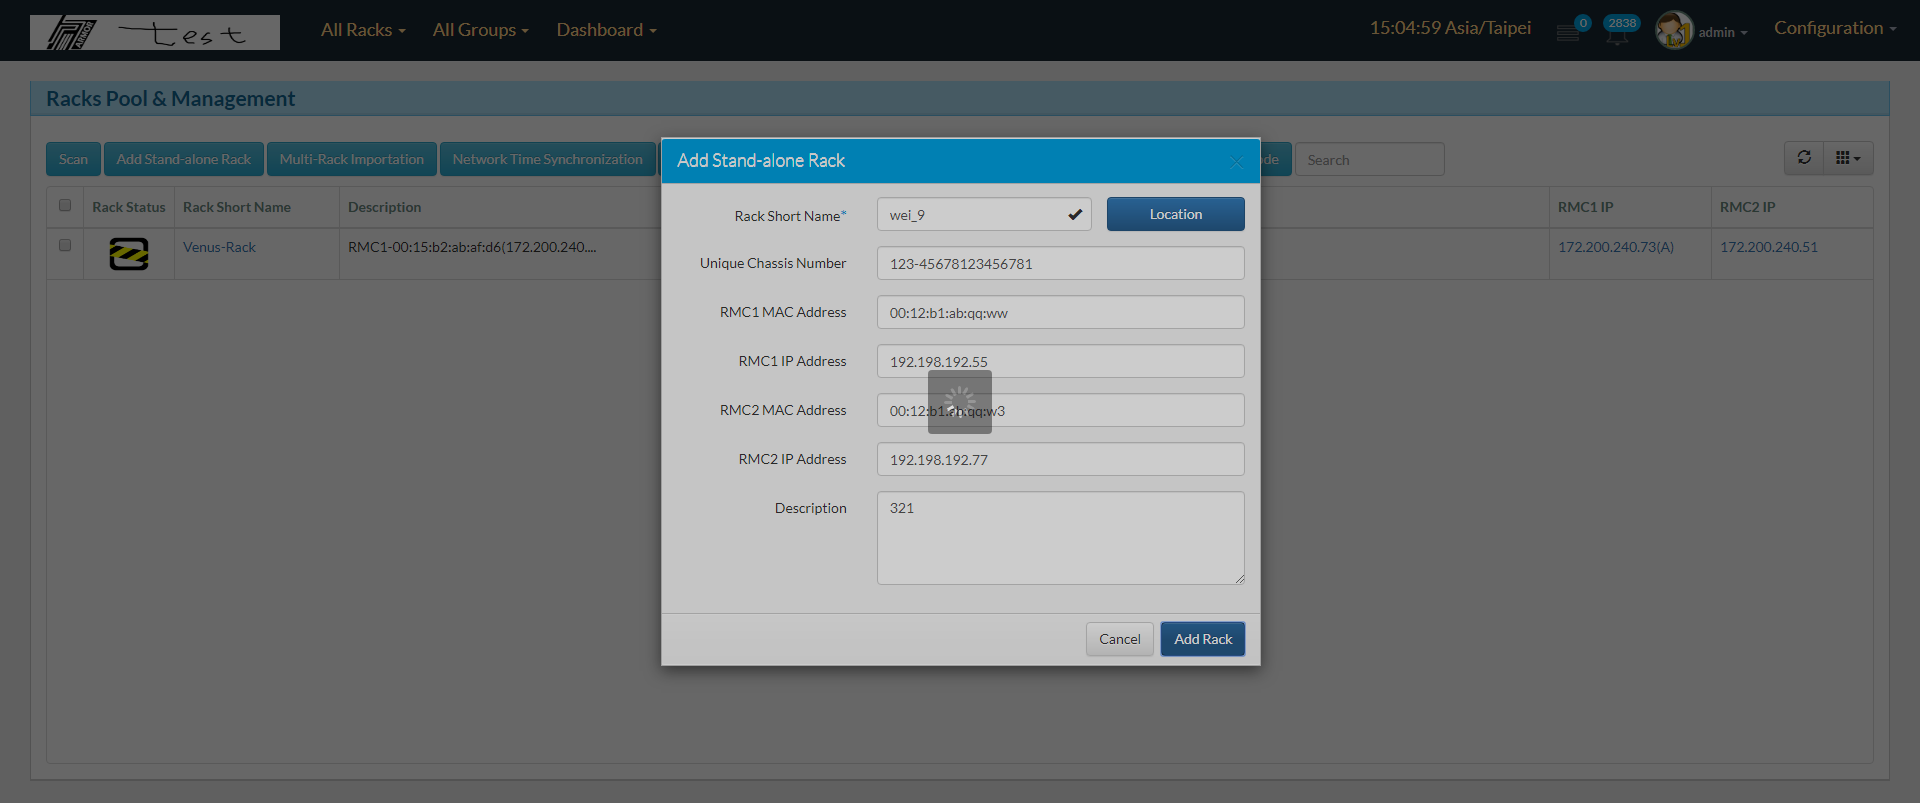 ARMOR test All Racks All Groups Dashboard 15:04:59 Asia/Taipei 0 2838 admin Configuration
Racks Pool & Management
Scan Add Stand-alone Rack Multi-Rack Importation Network Time Synchronization de Search
Rack Status Rack Short Name Description RMC1 IP RMC2 IP
Venus-Rack RMC1-00:15:b2:ab:af:d6(172.200.240.... 172.200.240.73(A) 172.200.240.51
Add Stand-alone Rack
Rack Short Name* wei_9 Location
Unique Chassis Number 123-45678123456781
RMC1 MAC Address 00:12:b1:ab:qq:ww
RMC1 IP Address 192.198.192.55
RMC2 MAC Address 00:12:b1:ab:qq:w3
RMC2 IP Address 192.198.192.77
Description 321
Cancel Add Rack